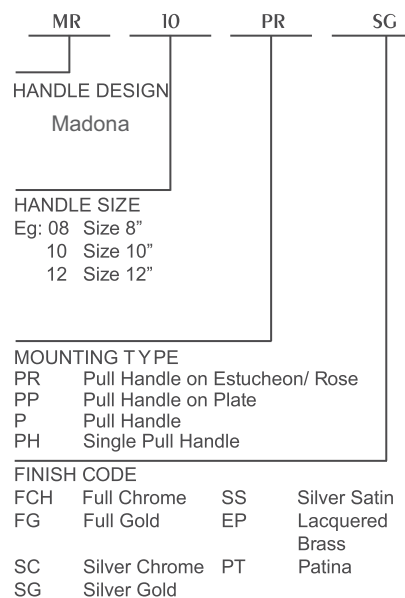 MR 10 PR SG
HANDLE DESIGN
Madona
HANDLE SIZE
Eg: 08 Size 8”
10 Size 10”
12 Size 12”
MOUNTING TYPE
PR Pull Handle on Estucheon/ Rose
PP Pull Handle on Plate
P Pull Handle
PH Single Pull Handle
FINISH CODE
FCH Full Chrome SS Silver Satin
FG Full Gold EP Lacquered
Brass
SC Silver Chrome PT Patina
SG Silver Gold